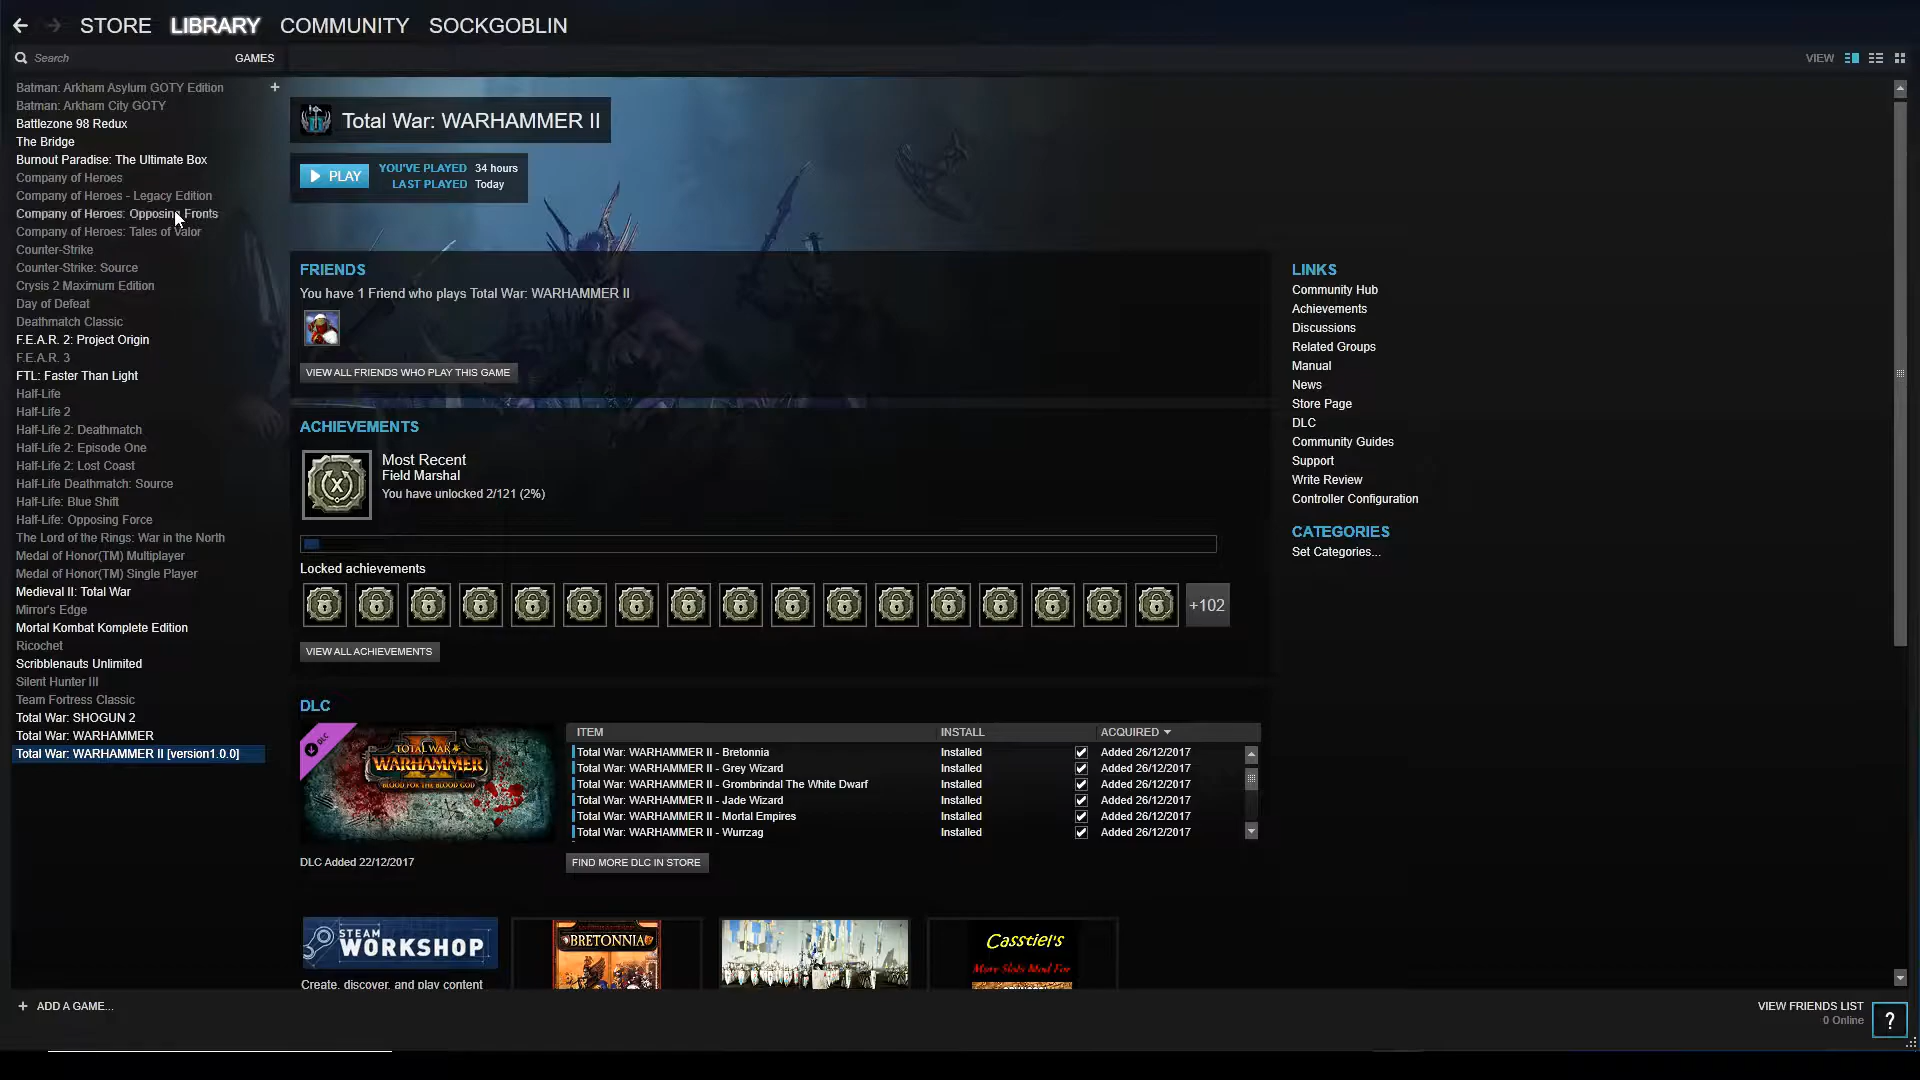 STORE LIBRARY COMMUNITY SOCKGOBLIN
Search GAMES VIEW
Batman: Arkham Asylum GOTY Edition +
Batman: Arkham City GOTY
Battlezone 98 Redux
The Bridge
Burnout Paradise: The Ultimate Box
Company of Heroes
Company of Heroes - Legacy Edition
Company of Heroes: Opposing Fronts
Company of Heroes: Tales of Valor
Counter-Strike
Counter-Strike: Source
Crysis 2 Maximum Edition
Day of Defeat
Deathmatch Classic
F.E.A.R. 2: Project Origin
F.E.A.R. 3
FTL: Faster Than Light
Half-Life
Half-Life 2
Half-Life 2: Deathmatch
Half-Life 2: Episode One
Half-Life 2: Lost Coast
Half-Life Deathmatch: Source
Half-Life: Blue Shift
Half-Life: Opposing Force
The Lord of the Rings: War in the North
Medal of Honor(TM) Multiplayer
Medal of Honor(TM) Single Player
Medieval II: Total War
Mirror's Edge
Mortal Kombat Komplete Edition
Ricochet
Scribblenauts Unlimited
Silent Hunter III
Team Fortress Classic
Total War: SHOGUN 2
Total War: WARHAMMER
Total War: WARHAMMER II [version1.0.0]
+ ADD A GAME...
Total War: WARHAMMER II
PLAY
YOU'VE PLAYED 34 hours
LAST PLAYED Today
FRIENDS
You have 1 Friend who plays Total War: WARHAMMER II
VIEW ALL FRIENDS WHO PLAY THIS GAME
ACHIEVEMENTS
Most Recent
Field Marshal
You have unlocked 2/121 (2%)
Locked achievements
+102
VIEW ALL ACHIEVEMENTS
DLC
DLC
TOTAL WAR
WARHAMMER
II
BLOOD FOR THE BLOOD GOD
DLC Added 22/12/2017
ITEM INSTALL ACQUIRED
Total War: WARHAMMER II - Bretonnia Installed Added 26/12/2017
Total War: WARHAMMER II - Grey Wizard Installed Added 26/12/2017
Total War: WARHAMMER II - Grombrindal The White Dwarf Installed Added 26/12/2017
Total War: WARHAMMER II - Jade Wizard Installed Added 26/12/2017
Total War: WARHAMMER II - Mortal Empires Installed Added 26/12/2017
Total War: WARHAMMER II - Wurrzag Installed Added 26/12/2017
FIND MORE DLC IN STORE
STEAM
WORKSHOP
Create, discover, and play content
BRETONNIA
Casstiel's
More Slots Mod For
LINKS
Community Hub
Achievements
Discussions
Related Groups
Manual
News
Store Page
DLC
Community Guides
Support
Write Review
Controller Configuration
CATEGORIES
Set Categories...
VIEW FRIENDS LIST
0 Online
?